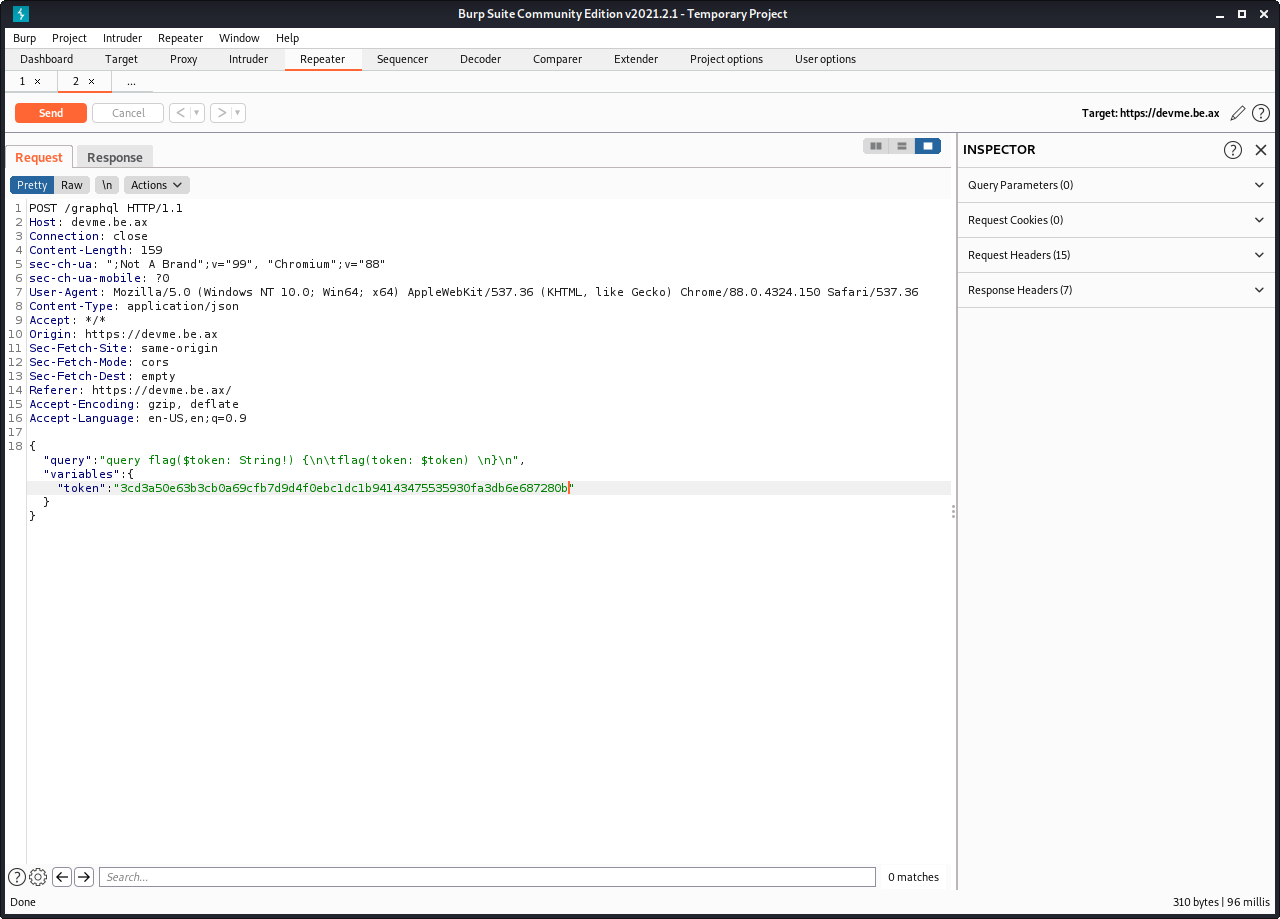 Burp Suite Community Edition v2021.2.1 - Temporary Project
Burp Project Intruder Repeater Window Help
Dashboard Target Proxy Intruder Repeater Sequencer Decoder Comparer Extender Project options User options
1 × 2 × ...
Send Cancel < > Target: https://devme.be.ax ?
Request Response
INSPECTOR ?
Pretty Raw \n Actions
Query Parameters (0)
Request Cookies (0)
Request Headers (15)
Response Headers (7)
1 POST /graphql HTTP/1.1
2 Host: devme.be.ax
3 Connection: close
4 Content-Length: 159
5 sec-ch-ua: ";Not A Brand";v="99", "Chromium";v="88"
6 sec-ch-ua-mobile: ?0
7 User-Agent: Mozilla/5.0 (Windows NT 10.0; Win64; x64) AppleWebKit/537.36 (KHTML, like Gecko) Chrome/88.0.4324.150 Safari/537.36
8 Content-Type: application/json
9 Accept: */*
10 Origin: https://devme.be.ax
11 Sec-Fetch-Site: same-origin
12 Sec-Fetch-Mode: cors
13 Sec-Fetch-Dest: empty
14 Referer: https://devme.be.ax/
15 Accept-Encoding: gzip, deflate
16 Accept-Language: en-US,en;q=0.9
17
18 {
"query":"query flag($token: String!) {\n\tflag(token: $token) \n}\n",
"variables":{
"token":"3cd3a50e63b3cb0a69cfb7d9d4f0ebc1dc1b94143475535930fa3db6e687280b"
}
}
? Search... 0 matches
Done 310 bytes | 96 millis